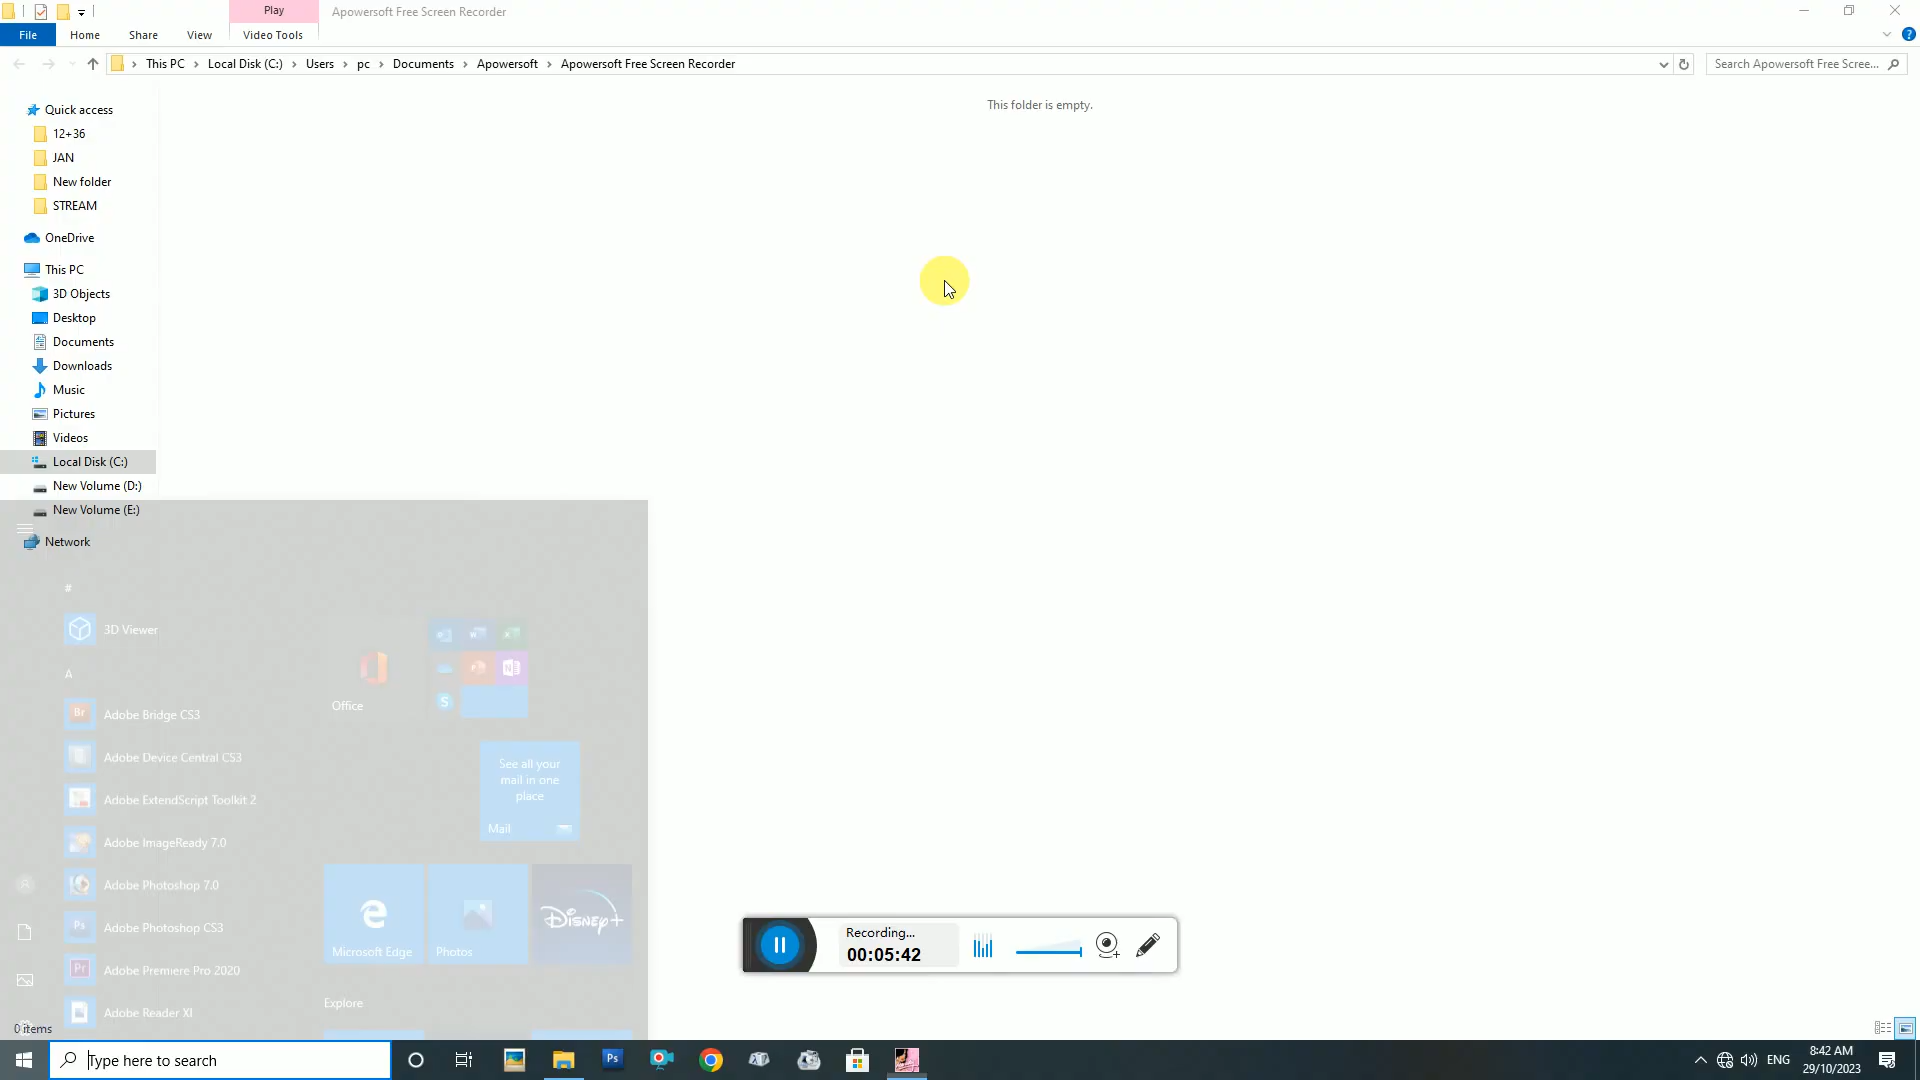 Play
Apowersoft Free Screen Recorder
File
Home
Share
View
Video Tools
This PC
Local Disk (C:)
Users
pc
Documents
Apowersoft
Apowersoft Free Screen Recorder
Search Apowersoft Free Scree...
This folder is empty.
Quick access
12+36
JAN
New folder
STREAM
OneDrive
This PC
3D Objects
Desktop
Documents
Downloads
Music
Pictures
Videos
Local Disk (C:)
New Volume (D:)
New Volume (E:)
Network
#
3D Viewer
A
Adobe Bridge CS3
Adobe Device Central CS3
Adobe ExtendScript Toolkit 2
Adobe ImageReady 7.0
Adobe Photoshop 7.0
Adobe Photoshop CS3
Adobe Premiere Pro 2020
Adobe Reader XI
Office
See all your
mail in one
place
Mail
Microsoft Edge
Photos
Disney+
Explore
Recording...
00:05:42
0 items
Type here to search
ENG
8:42 AM
29/10/2023